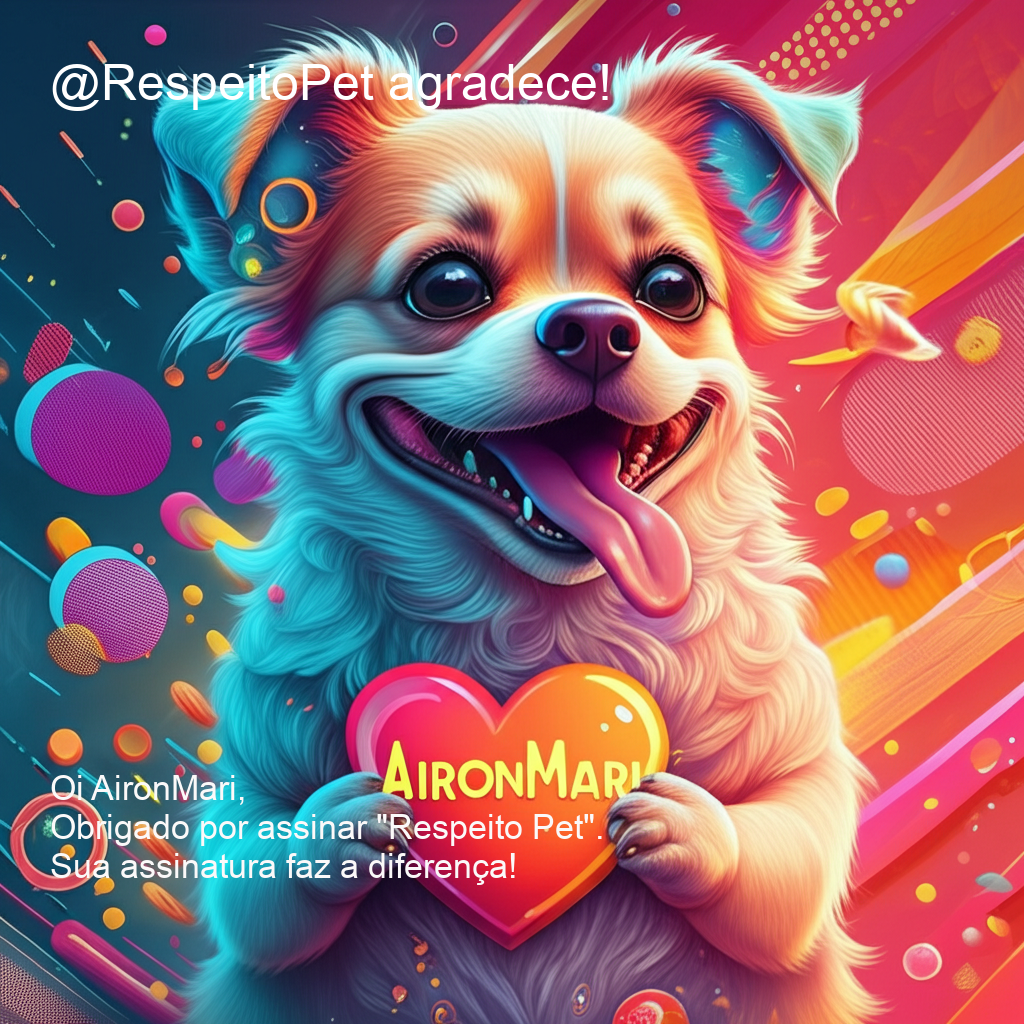 @RespeitoPet agradece!
AIRONMARI
Oi AironMari,
Obrigado por assinar "Respeito Pet".
Sua assinatura faz a diferença!